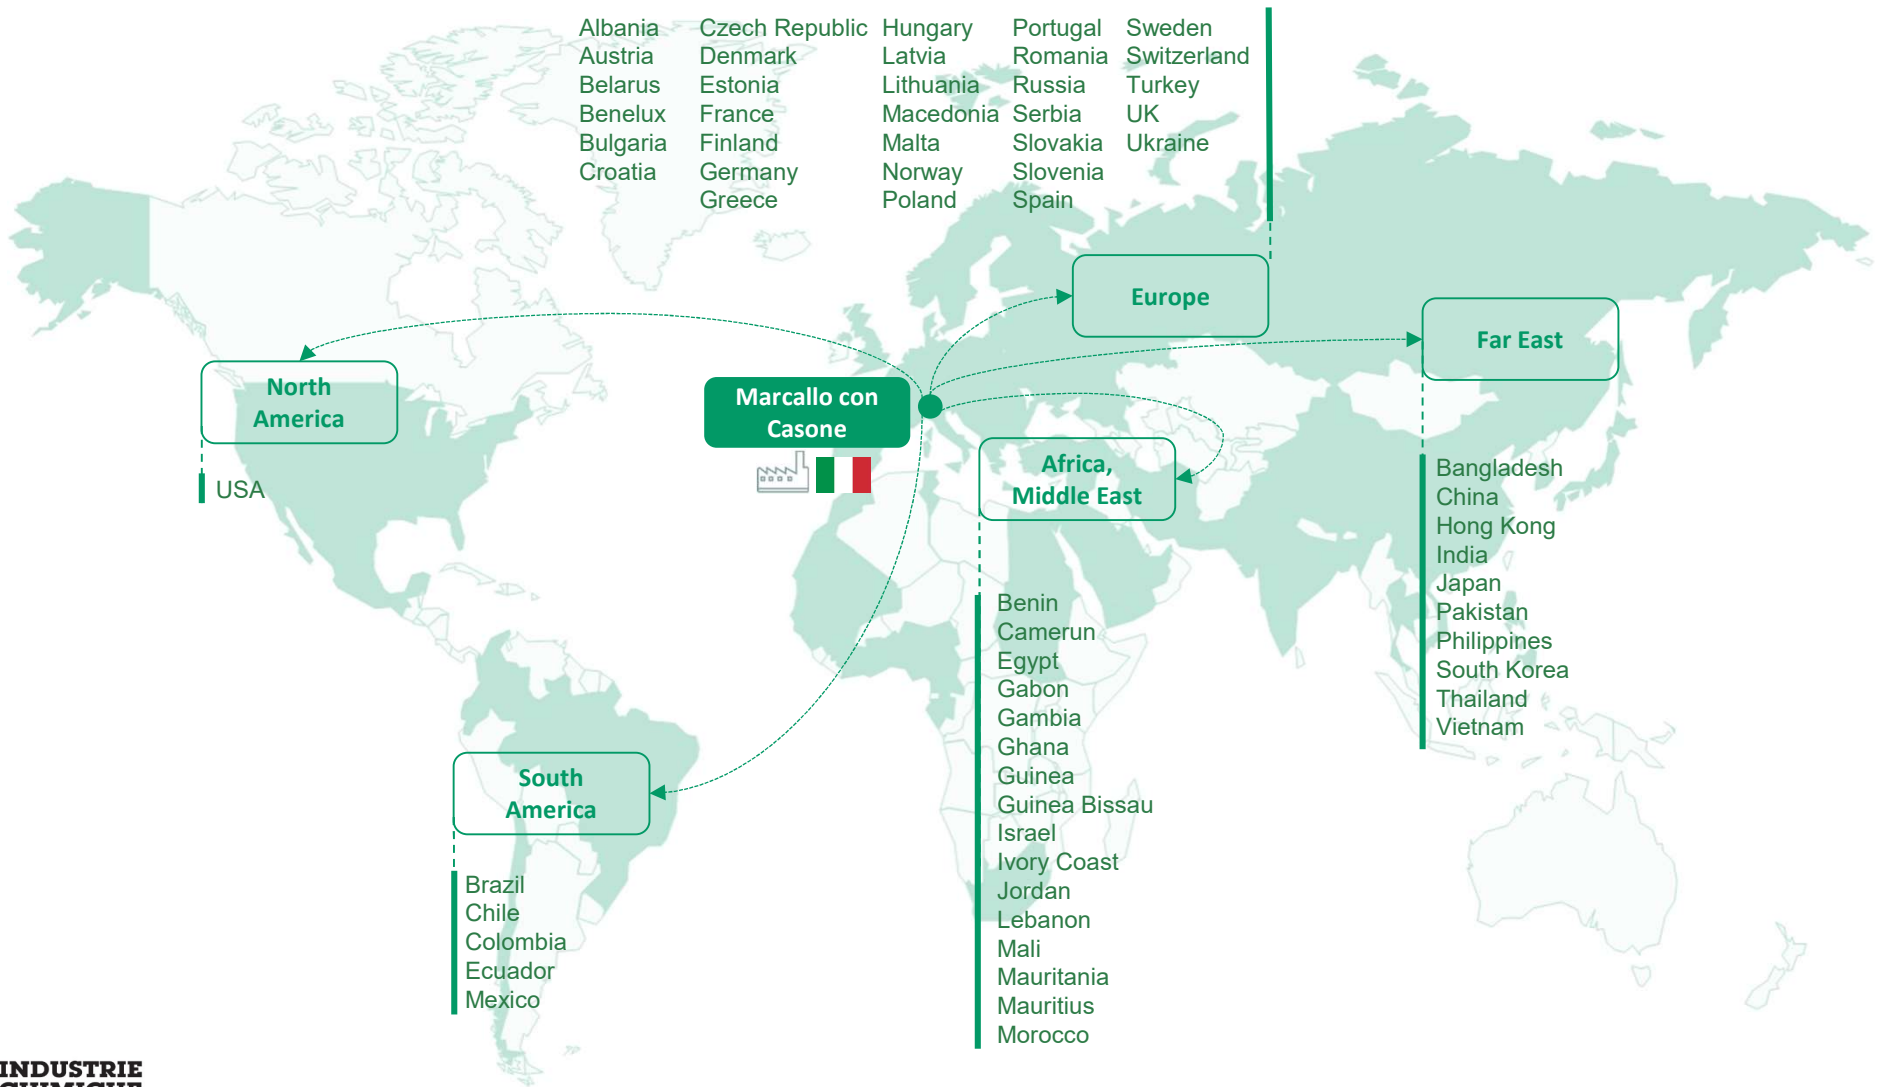 Albania
Austria
Belarus
Benelux
Bulgaria
Croatia
Czech Republic
Denmark
Estonia
France
Finland
Germany
Greece
Hungary
Latvia
Lithuania
Macedonia
Malta
Norway
Poland
Portugal
Romania
Russia
Serbia
Slovakia
Slovenia
Spain
Sweden
Switzerland
Turkey
UK
Ukraine
Europe
Far East
North
America
Marcallo con
Casone
Africa,
Middle East
USA
Bangladesh
China
Hong Kong
India
Japan
Pakistan
Philippines
South Korea
Thailand
Vietnam
Benin
Camerun
Egypt
Gabon
Gambia
Ghana
Guinea
Guinea Bissau
Israel
Ivory Coast
Jordan
Lebanon
Mali
Mauritania
Mauritius
Morocco
South
America
Brazil
Chile
Colombia
Ecuador
Mexico
INDUSTRIE
CHIMICHE